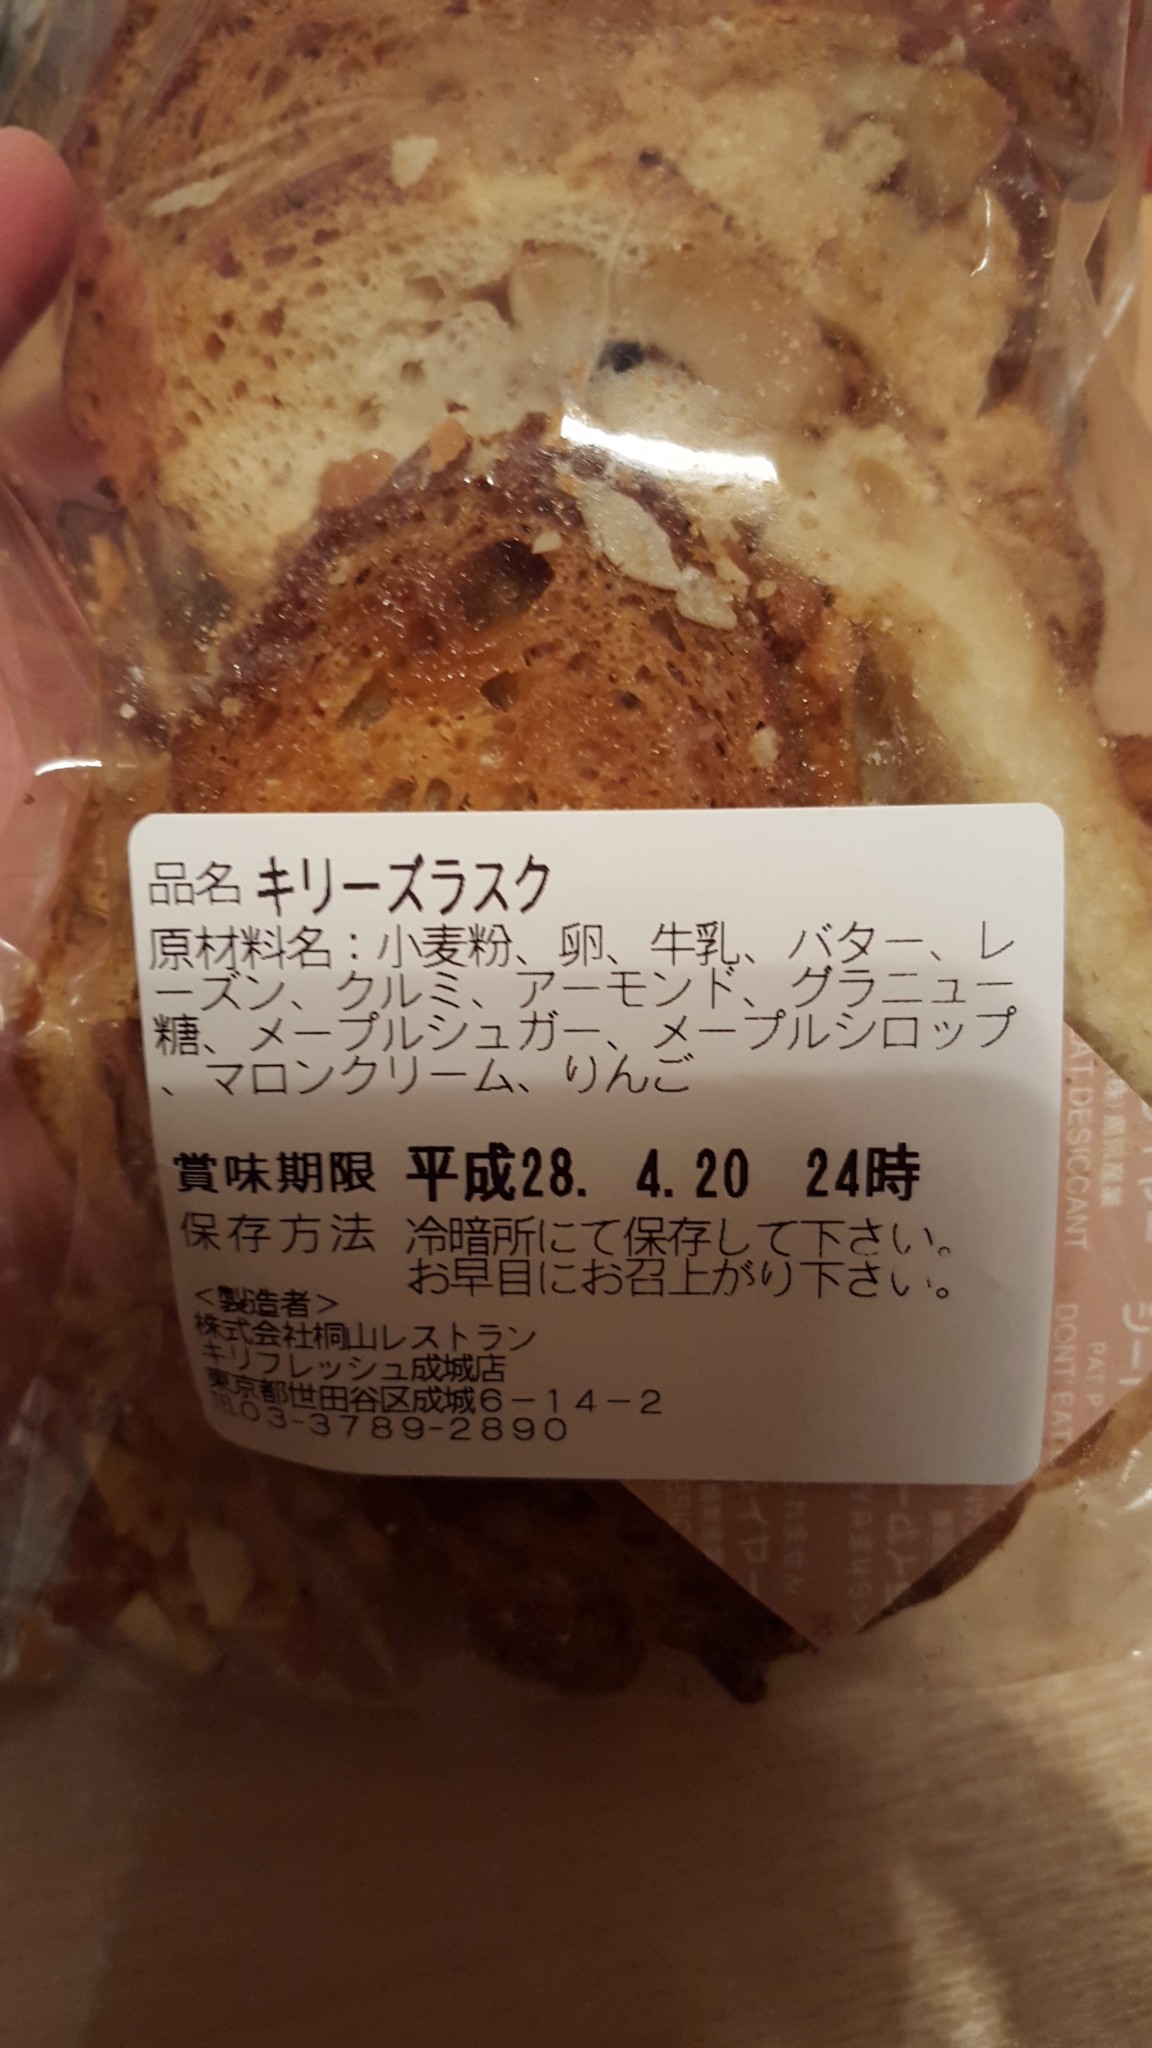 品名 キリーズラスク
原材料名：小麦粉、卵、牛乳、バター、レ
ーズン、クルミ、アーモンド、グラニュー
糖、メープルシュガー、メープルシロップ
、マロンクリーム、りんご
賞味期限 平成28. 4.20 24時
保存方法 冷暗所にて保存して下さい。
お早目にお召上がり下さい。
<製造者>
株式会社桐山レストラン
キリフレッシュ成城店
東京都世田谷区成城6-14-2
℡03-3789-2890
EAT.DESICCANT
DON'T EAT
PAT.P
シート